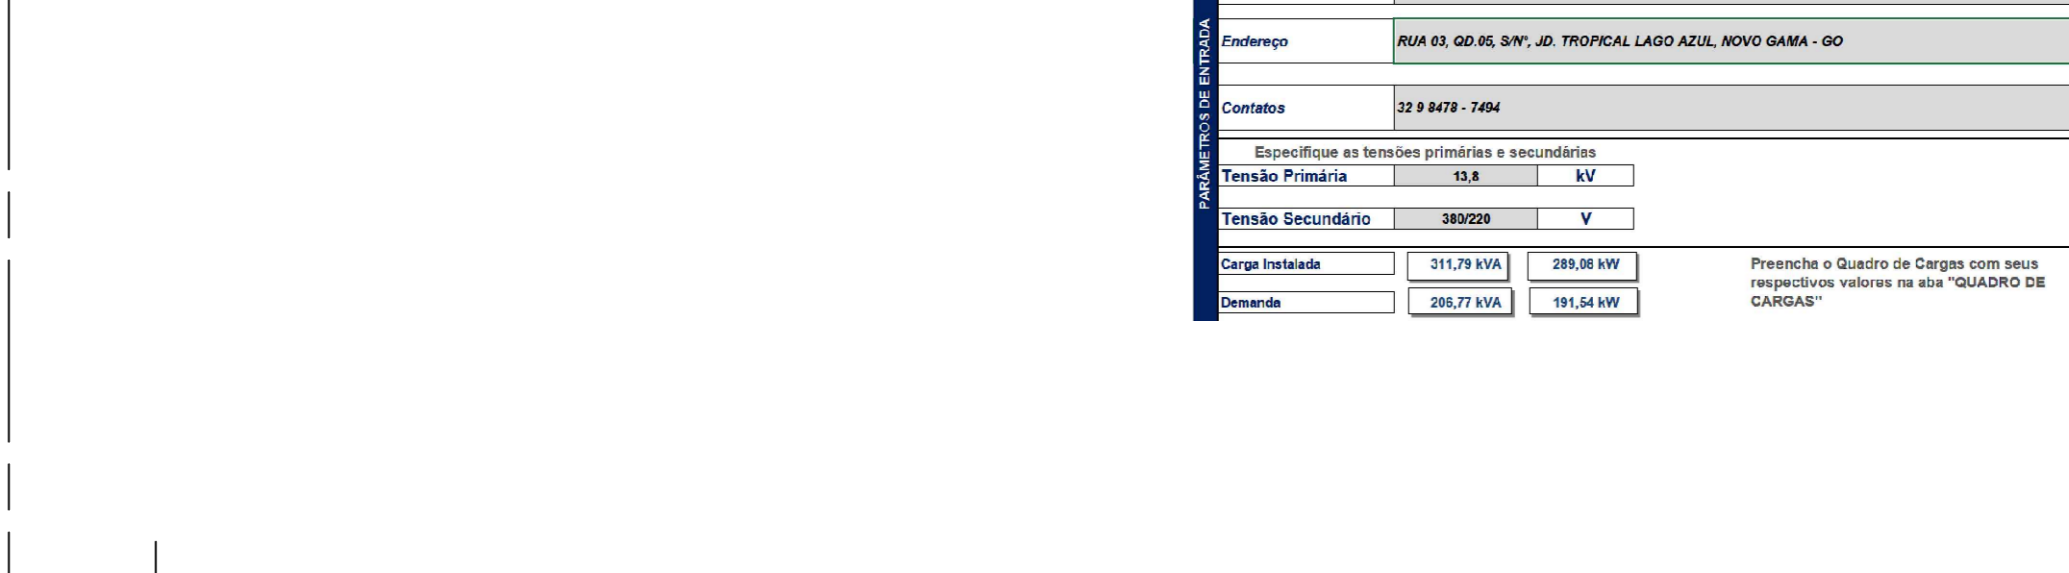 PARÂMETROS DE ENTRADA
Endereço RUA 03, QD.05, S/N°, JD. TROPICAL LAGO AZUL, NOVO GAMA - GO
Contatos 32 9 8478 - 7494
Especifique as tensões primárias e secundárias
Tensão Primária 13,8 kV
Tensão Secundário 380/220 V
Carga Instalada 311,79 kVA 289,08 kW
Demanda 206,77 kVA 191,54 kW
Preencha o Quadro de Cargas com seus
respectivos valores na aba "QUADRO DE
CARGAS"